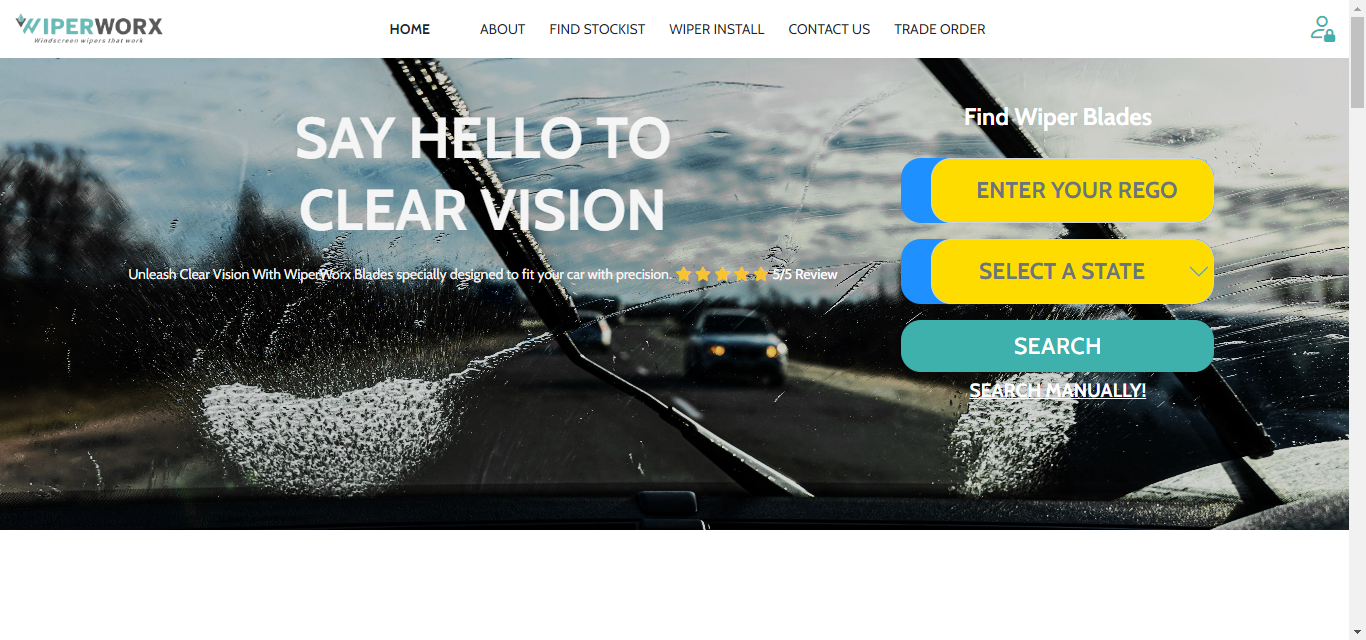 WIPERWORX
Windscreen wipers that work
HOME ABOUT FIND STOCKIST WIPER INSTALL CONTACT US TRADE ORDER
SAY HELLO TO
CLEAR VISION
Unleash Clear Vision With WiperWorx Blades specially designed to fit your car with precision. ⭐⭐⭐⭐⭐ 5/5 Review
Find Wiper Blades
ENTER YOUR REGO
SELECT A STATE
SEARCH
SEARCH MANUALLY!